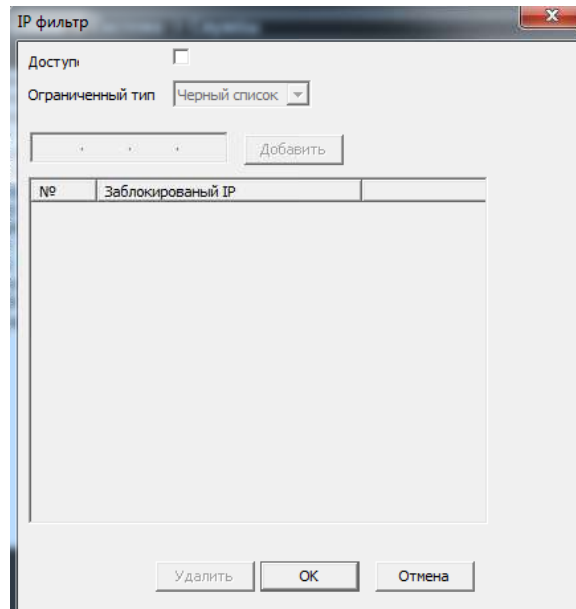 IP фильтр
Доступ
Ограниченный тип Черный список
Добавить
№ Заблокированый IP
Удалить OK Отмена